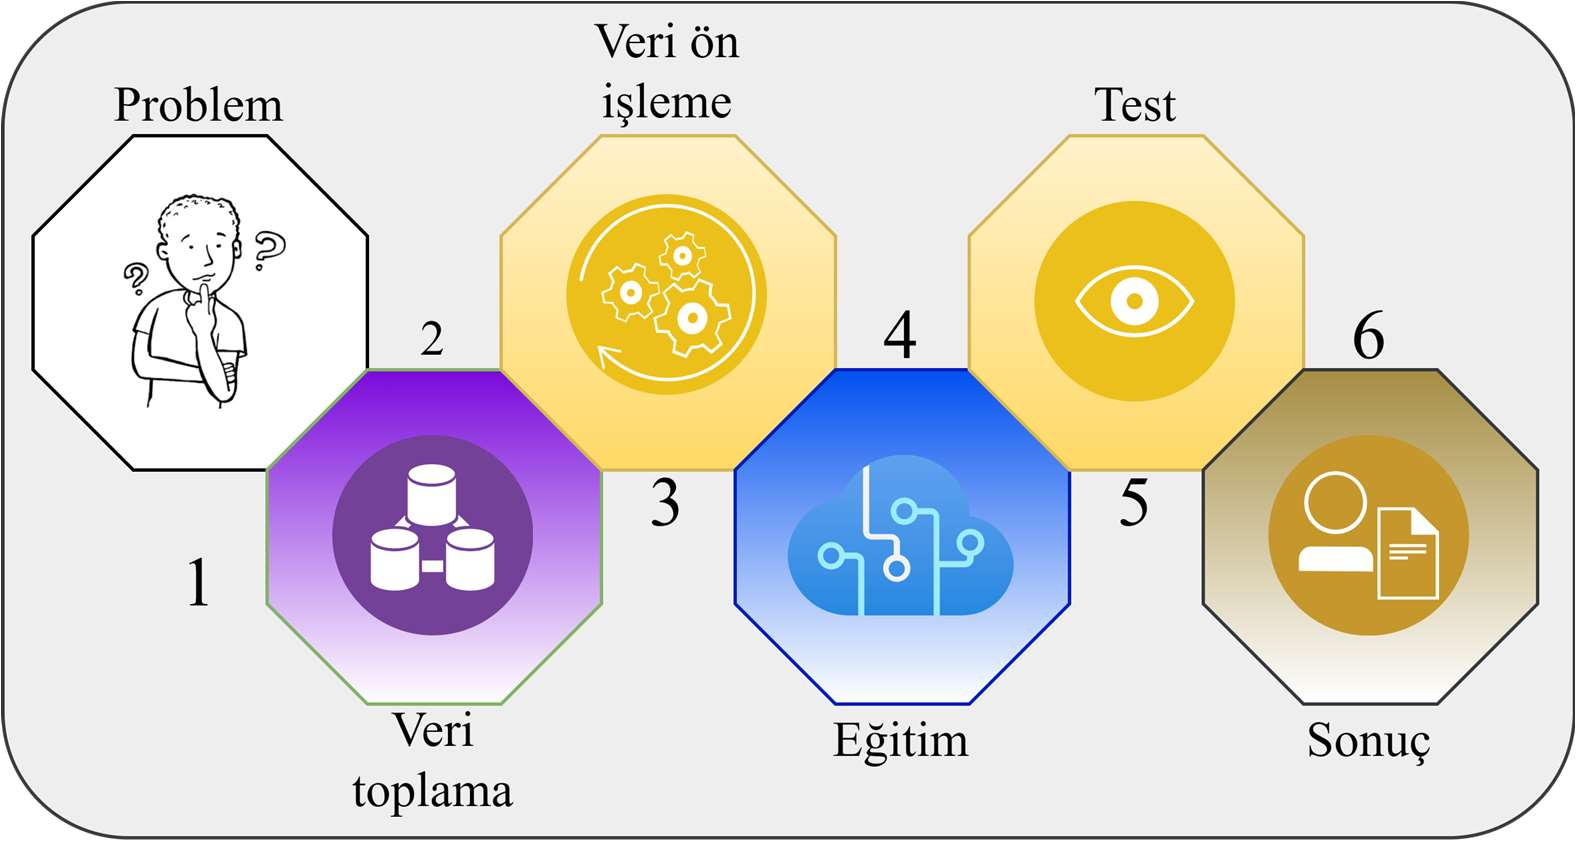 Problem
1
2
Veri
toplama
Veri ön
işleme
3
4
Eğitim
Test
5
6
Sonuç
? ?